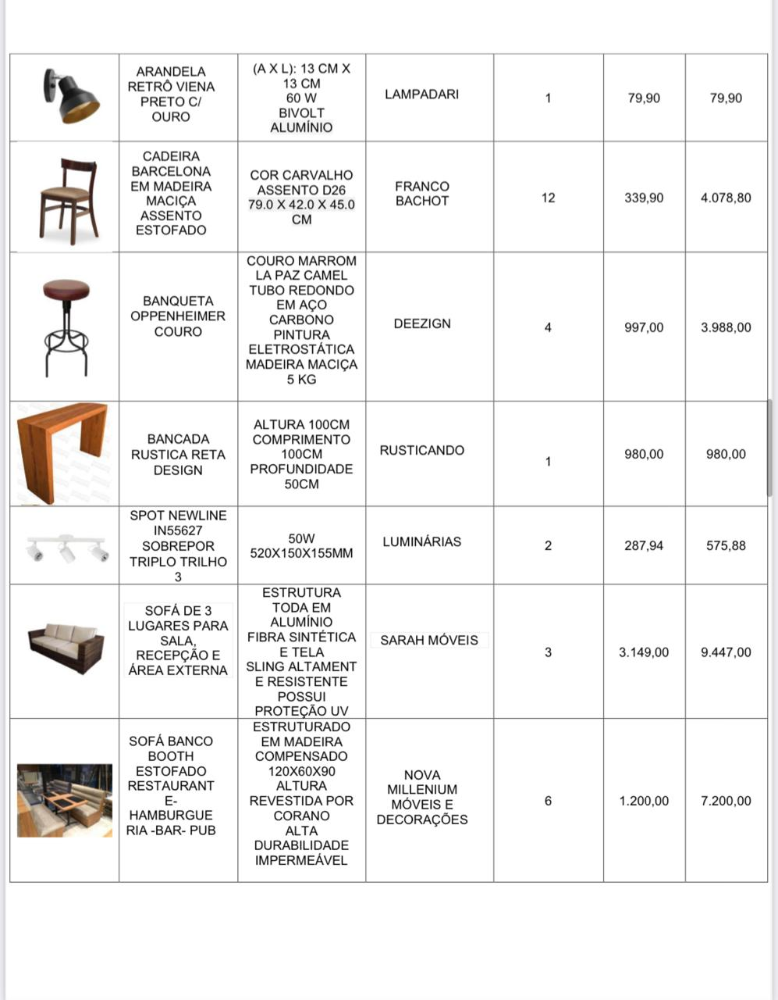 ARANDELA
RETRÔ VIENA
PRETO C/
OURO
(A X L): 13 CM X
13 CM
60 W
BIVOLT
ALUMÍNIO
LAMPADARI
1
79,90
79,90
CADEIRA
BARCELONA
EM MADEIRA
MACIÇA
ASSENTO
ESTOFADO
COR CARVALHO
ASSENTO D26
79.0 X 42.0 X 45.0
CM
FRANCO
BACHOT
12
339,90
4.078,80
BANQUETA
OPPENHEIMER
COURO
COURO MARROM
LA PAZ CAMEL
TUBO REDONDO
EM AÇO
CARBONO
PINTURA
ELETROSTÁTICA
MADEIRA MACIÇA
5 KG
DEEZIGN
4
997,00
3.988,00
BANCADA
RUSTICA RETA
DESIGN
ALTURA 100CM
COMPRIMENTO
100CM
PROFUNDIDADE
50CM
RUSTICANDO
1
980,00
980,00
SPOT NEWLINE
IN55627
SOBREPOR
TRIPLO TRILHO
3
50W
520X150X155MM
LUMINÁRIAS
2
287,94
575,88
SOFÁ DE 3
LUGARES PARA
SALA,
RECEPÇÃO E
ÁREA EXTERNA
ESTRUTURA
TODA EM
ALUMÍNIO
FIBRA SINTÉTICA
E TELA
SLING ALTAMENT
E RESISTENTE
POSSUI
PROTEÇÃO UV
SARAH MÓVEIS
3
3.149,00
9.447,00
SOFÁ BANCO
BOOTH
ESTOFADO
RESTAURANT
E-
HAMBURGUE
RIA -BAR- PUB
ESTRUTURADO
EM MADEIRA
COMPENSADO
120X60X90
ALTURA
REVESTIDA POR
CORANO
ALTA
DURABILIDADE
IMPERMEÁVEL
NOVA
MILLENIUM
MÓVEIS E
DECORAÇÕES
6
1.200,00
7.200,00